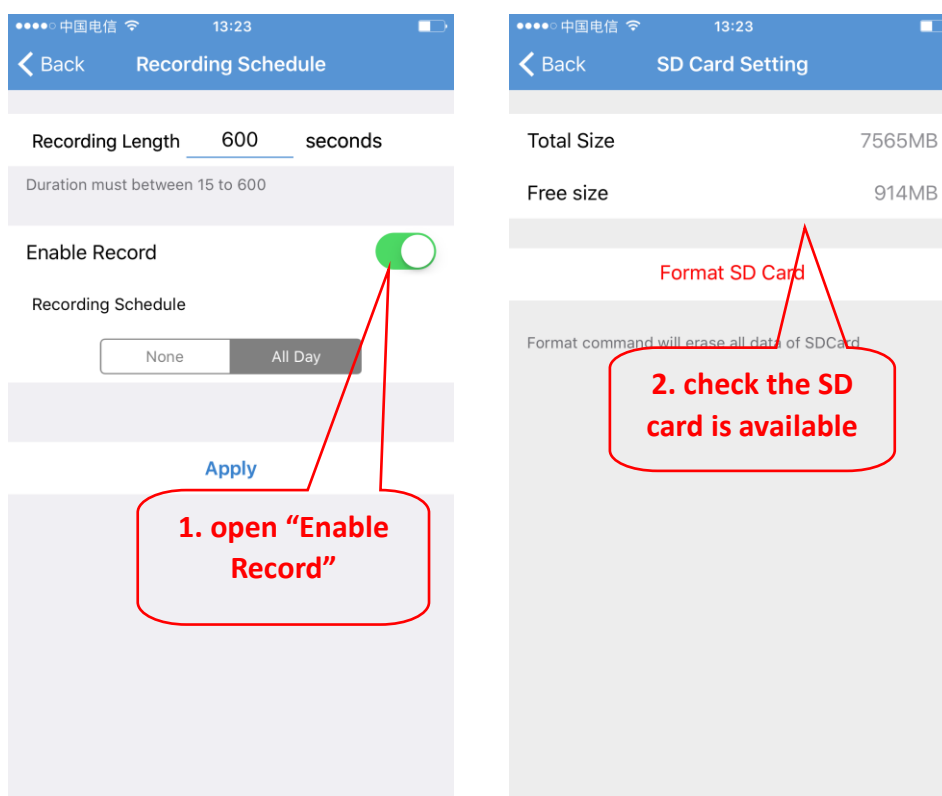 中国电信 13:23
Back Recording Schedule
Recording Length 600 seconds
Duration must between 15 to 600
Enable Record
Recording Schedule
None All Day
Apply
1. open “Enable
Record”
中国电信 13:23
Back SD Card Setting
Total Size 7565MB
Free size 914MB
Format SD Card
Format command will erase all data of SDCard
2. check the SD
card is available